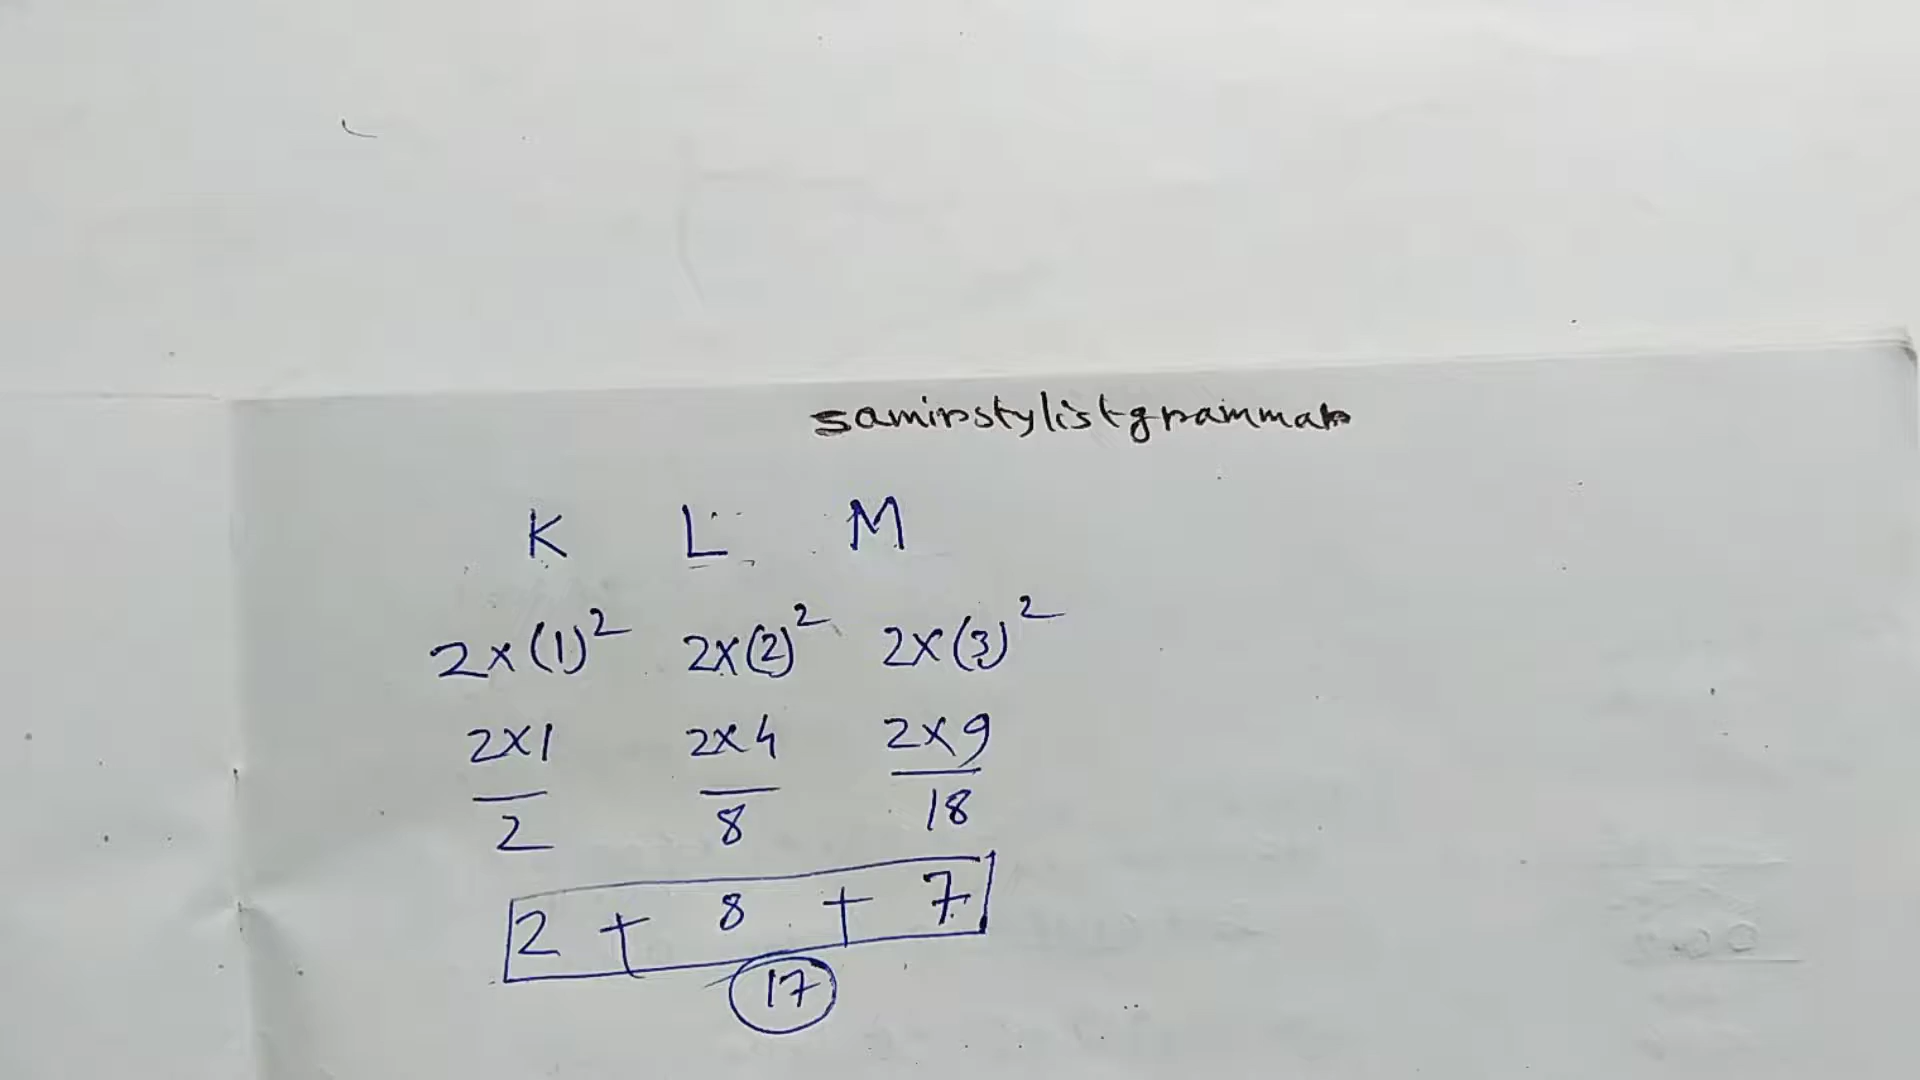 samirstylistgrammar
K L M
2×(1)² 2×(2)² 2×(3)²
2×1 2×4 2×9
2 8 18
2 + 8 + 7
17